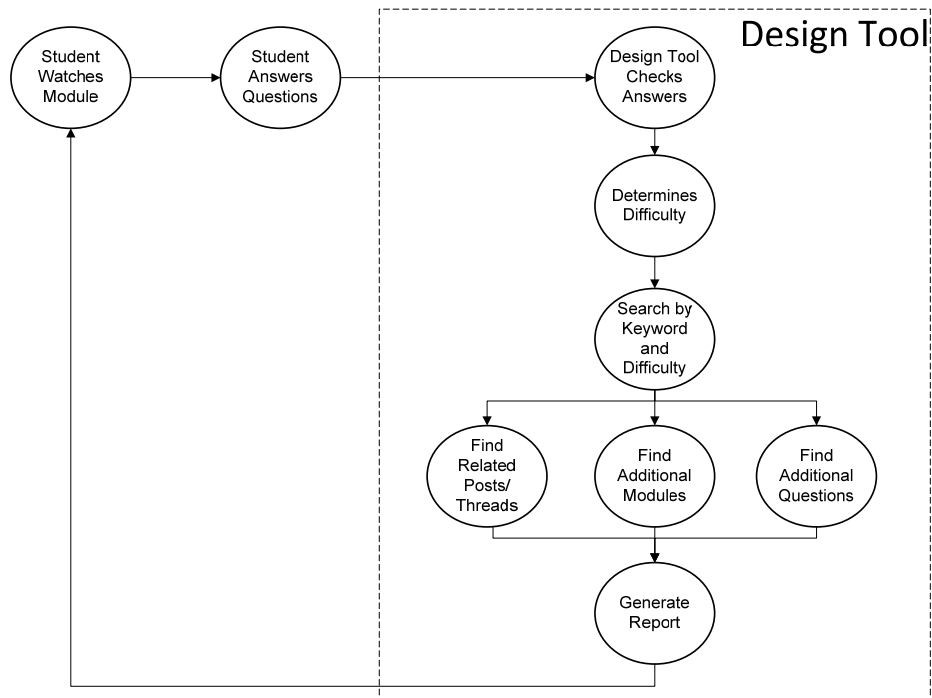 Design Tool
Student
Watches
Module
Student
Answers
Questions
Design Tool
Checks
Answers
Determines
Difficulty
Search by
Keyword
and
Difficulty
Find
Related
Posts/
Threads
Find
Additional
Modules
Find
Additional
Questions
Generate
Report